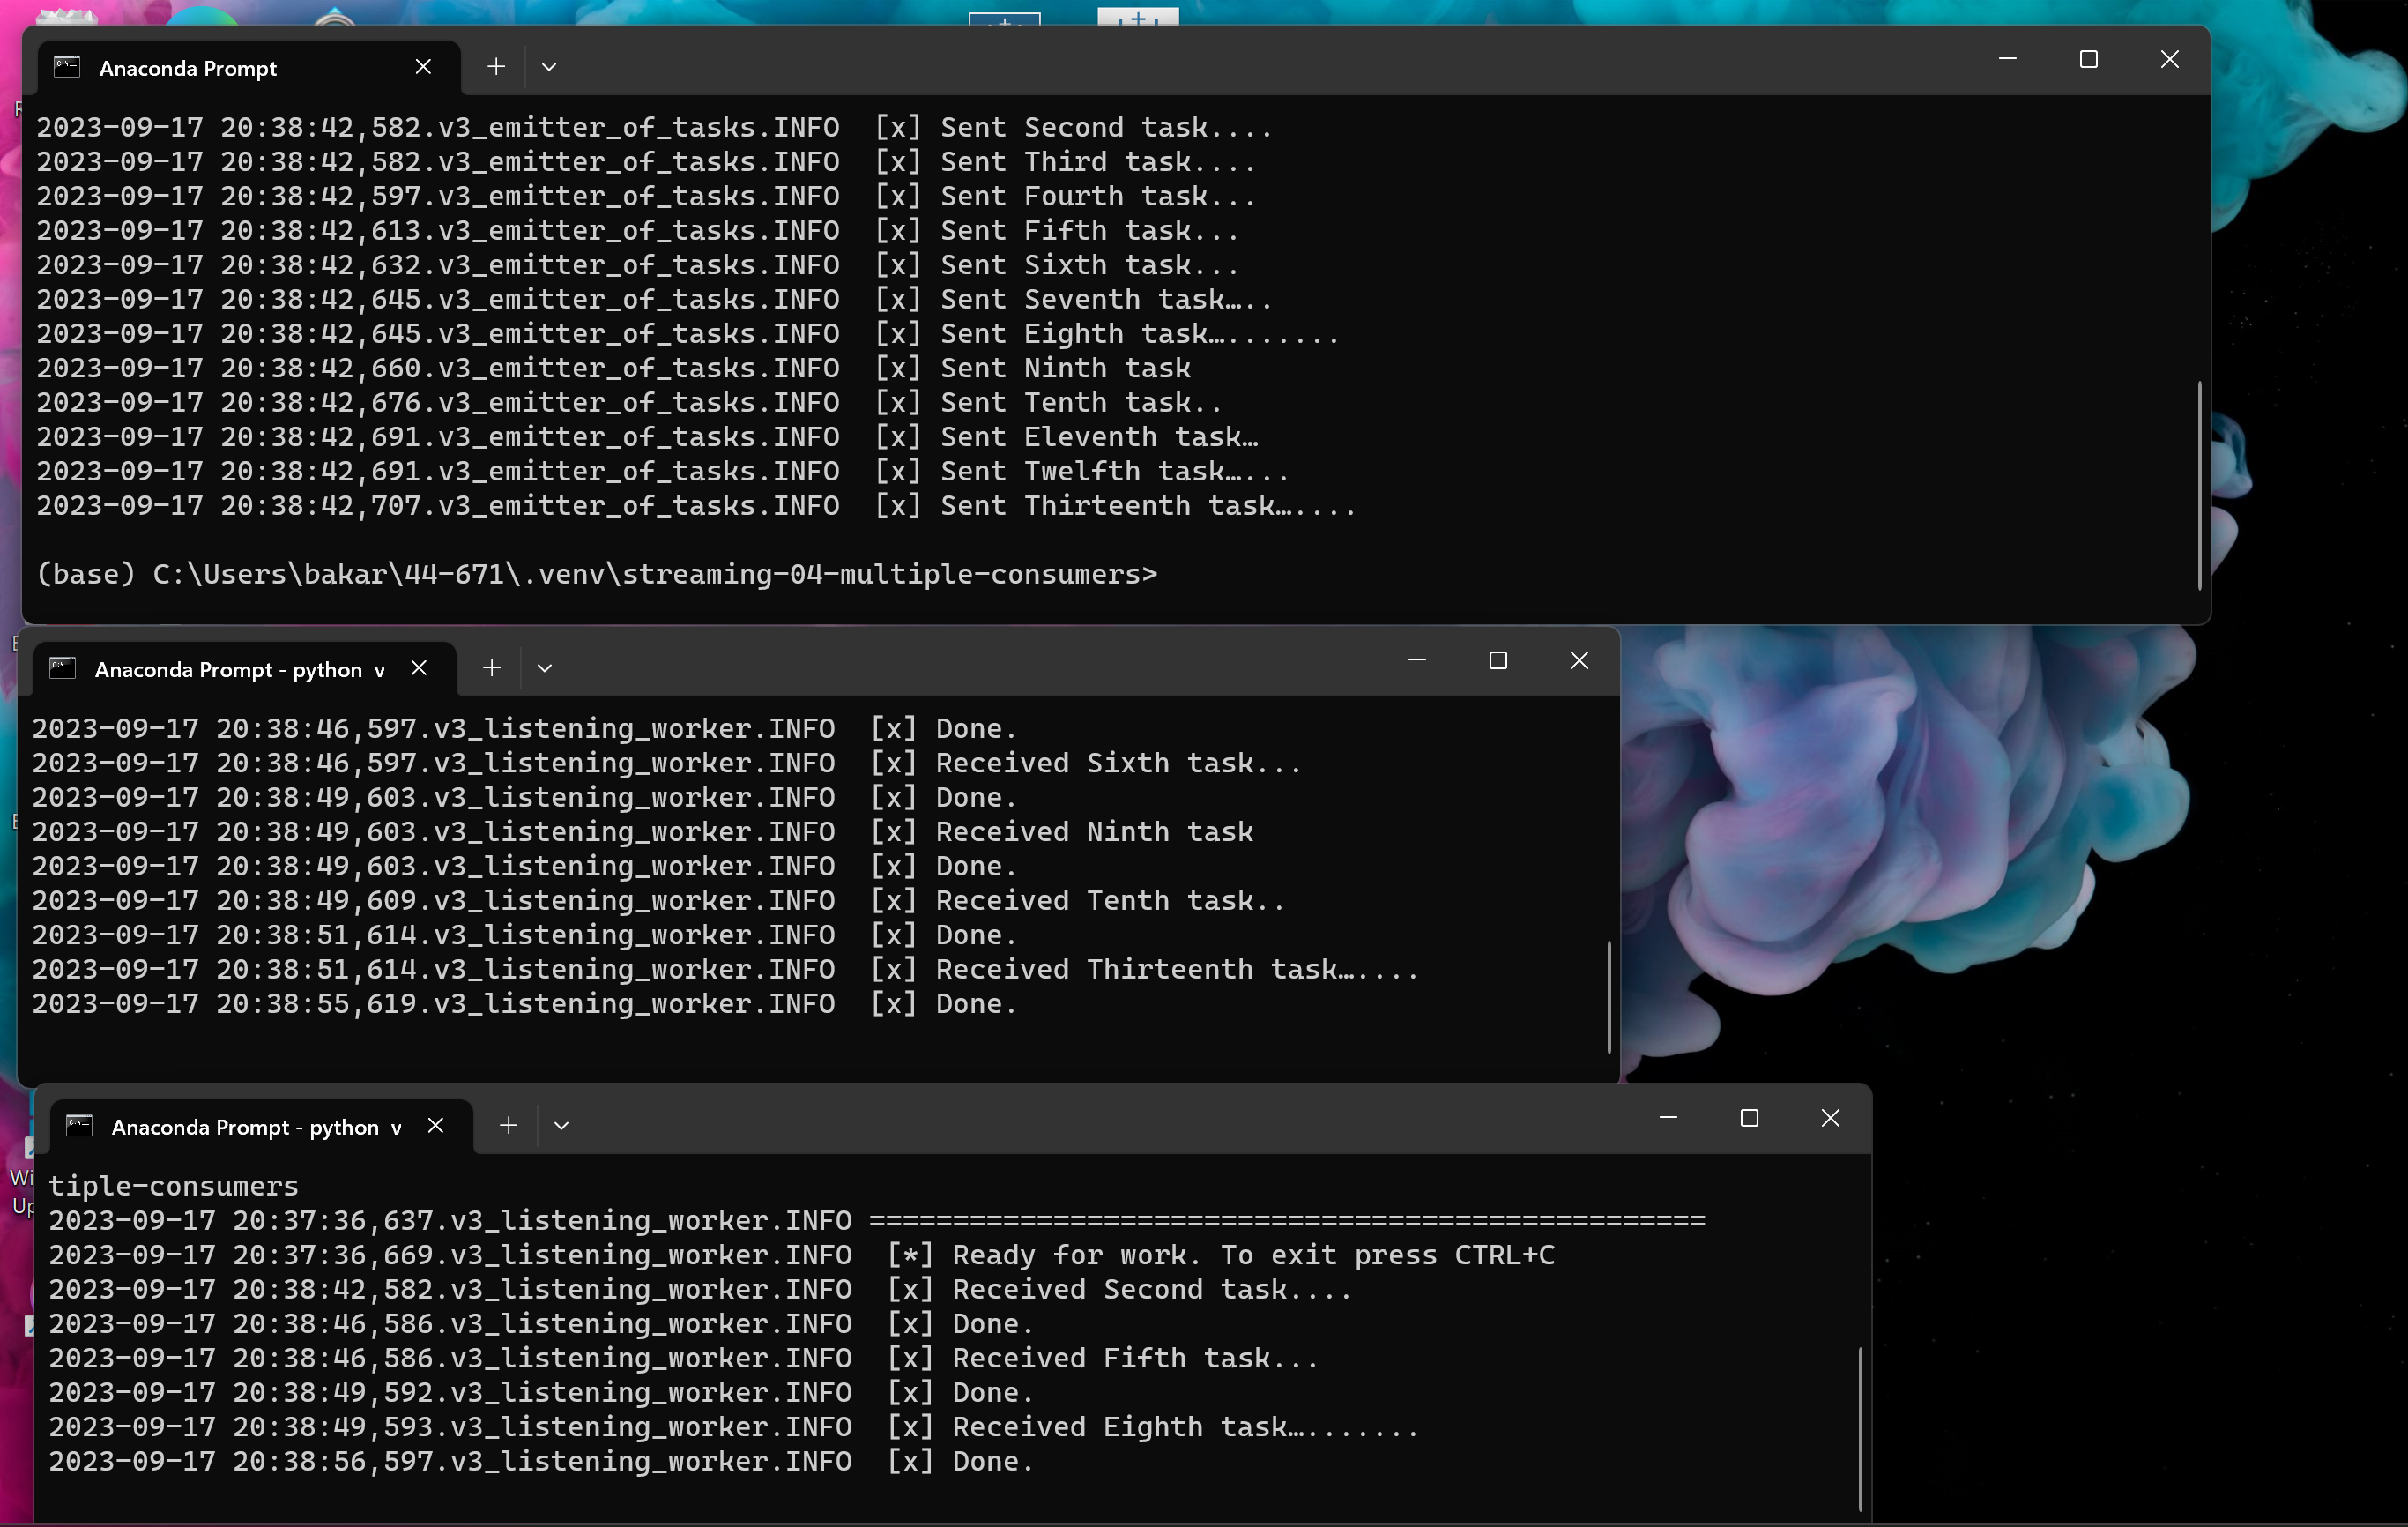 Anaconda Prompt
2023-09-17 20:38:42,582.v3_emitter_of_tasks.INFO  [x] Sent Second task....
2023-09-17 20:38:42,582.v3_emitter_of_tasks.INFO  [x] Sent Third task....
2023-09-17 20:38:42,597.v3_emitter_of_tasks.INFO  [x] Sent Fourth task...
2023-09-17 20:38:42,613.v3_emitter_of_tasks.INFO  [x] Sent Fifth task...
2023-09-17 20:38:42,632.v3_emitter_of_tasks.INFO  [x] Sent Sixth task...
2023-09-17 20:38:42,645.v3_emitter_of_tasks.INFO  [x] Sent Seventh task…..
2023-09-17 20:38:42,645.v3_emitter_of_tasks.INFO  [x] Sent Eighth task….......
2023-09-17 20:38:42,660.v3_emitter_of_tasks.INFO  [x] Sent Ninth task
2023-09-17 20:38:42,676.v3_emitter_of_tasks.INFO  [x] Sent Tenth task..
2023-09-17 20:38:42,691.v3_emitter_of_tasks.INFO  [x] Sent Eleventh task…
2023-09-17 20:38:42,691.v3_emitter_of_tasks.INFO  [x] Sent Twelfth task…...
2023-09-17 20:38:42,707.v3_emitter_of_tasks.INFO  [x] Sent Thirteenth task…....
(base) C:\Users\bakar\44-671\.venv\streaming-04-multiple-consumers>
Anaconda Prompt - python  v
2023-09-17 20:38:46,597.v3_listening_worker.INFO  [x] Done.
2023-09-17 20:38:46,597.v3_listening_worker.INFO  [x] Received Sixth task...
2023-09-17 20:38:49,603.v3_listening_worker.INFO  [x] Done.
2023-09-17 20:38:49,603.v3_listening_worker.INFO  [x] Received Ninth task
2023-09-17 20:38:49,603.v3_listening_worker.INFO  [x] Done.
2023-09-17 20:38:49,609.v3_listening_worker.INFO  [x] Received Tenth task..
2023-09-17 20:38:51,614.v3_listening_worker.INFO  [x] Done.
2023-09-17 20:38:51,614.v3_listening_worker.INFO  [x] Received Thirteenth task…....
2023-09-17 20:38:55,619.v3_listening_worker.INFO  [x] Done.
Anaconda Prompt - python  v
tiple-consumers
2023-09-17 20:37:36,637.v3_listening_worker.INFO ==================================================
2023-09-17 20:37:36,669.v3_listening_worker.INFO  [*] Ready for work. To exit press CTRL+C
2023-09-17 20:38:42,582.v3_listening_worker.INFO  [x] Received Second task....
2023-09-17 20:38:46,586.v3_listening_worker.INFO  [x] Done.
2023-09-17 20:38:46,586.v3_listening_worker.INFO  [x] Received Fifth task...
2023-09-17 20:38:49,592.v3_listening_worker.INFO  [x] Done.
2023-09-17 20:38:49,593.v3_listening_worker.INFO  [x] Received Eighth task….......
2023-09-17 20:38:56,597.v3_listening_worker.INFO  [x] Done.